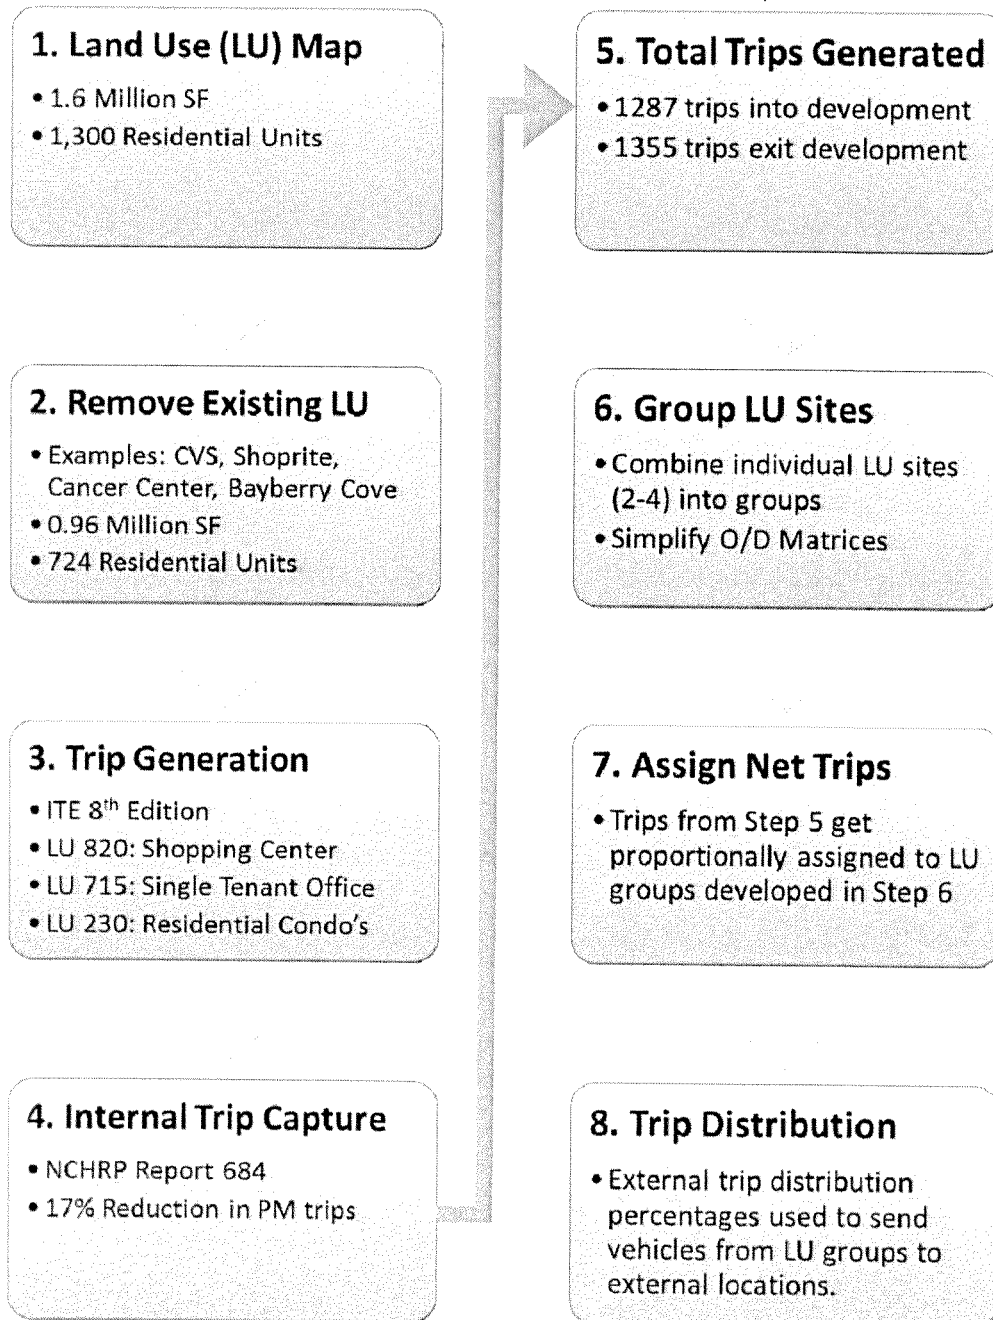 1. Land Use (LU) Map
• 1.6 Million SF
• 1,300 Residential Units
2. Remove Existing LU
• Examples: CVS, Shoprite,
Cancer Center, Bayberry Cove
• 0.96 Million SF
• 724 Residential Units
3. Trip Generation
• ITE 8th Edition
• LU 820: Shopping Center
• LU 715: Single Tenant Office
• LU 230: Residential Condo's
4. Internal Trip Capture
• NCHRP Report 684
• 17% Reduction in PM trips
5. Total Trips Generated
• 1287 trips into development
• 1355 trips exit development
6. Group LU Sites
• Combine individual LU sites
(2-4) into groups
• Simplify O/D Matrices
7. Assign Net Trips
• Trips from Step 5 get
proportionally assigned to LU
groups developed in Step 6
8. Trip Distribution
• External trip distribution
percentages used to send
vehicles from LU groups to
external locations.